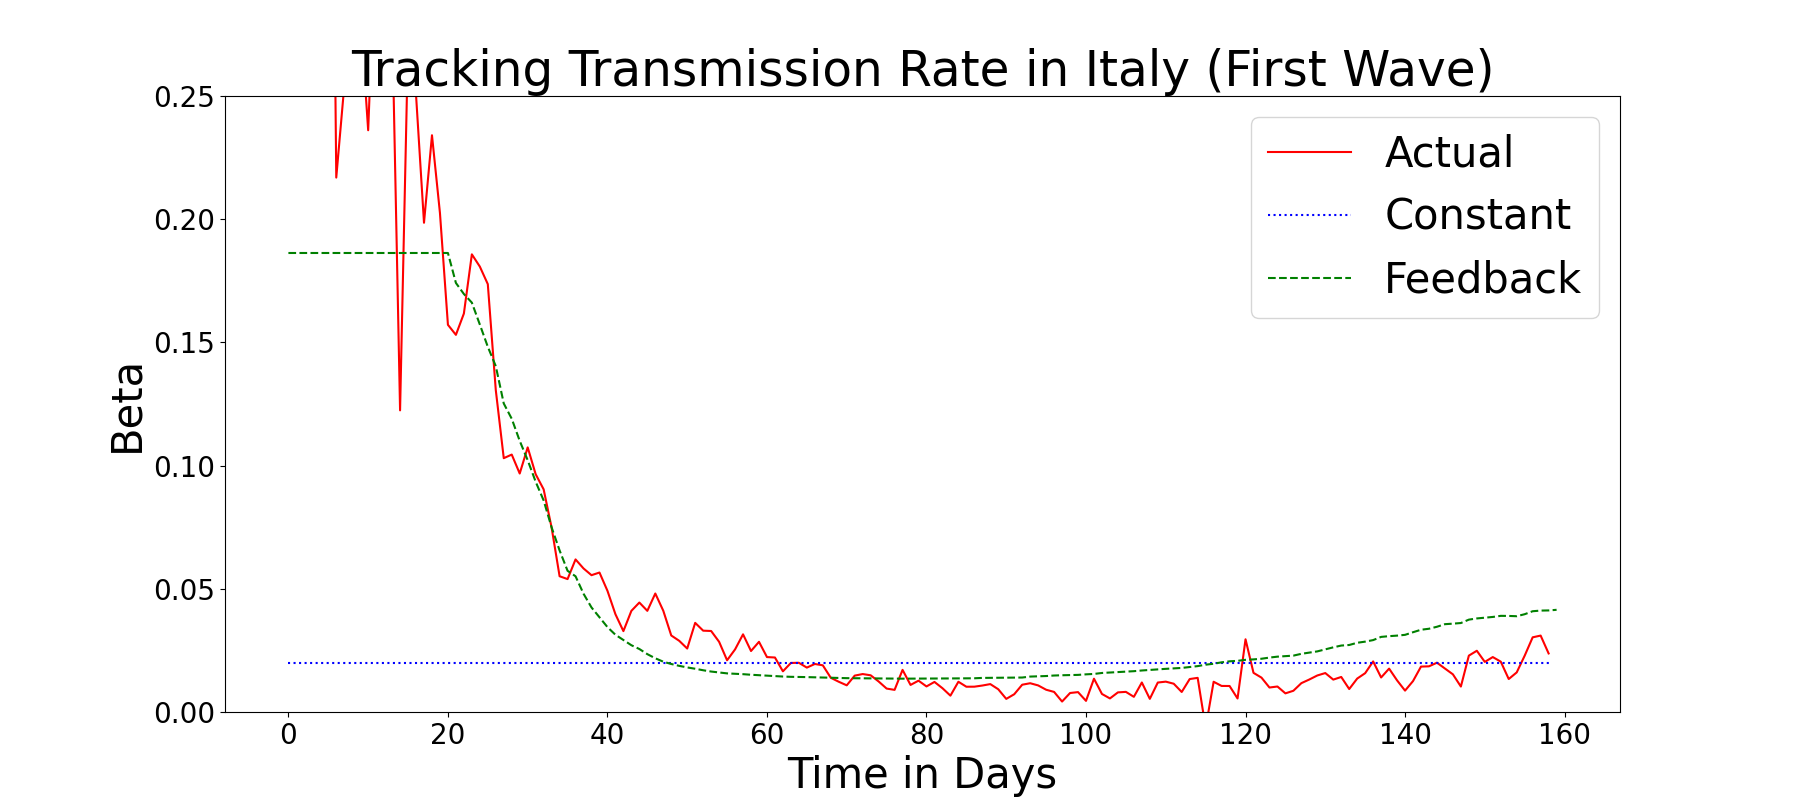 Tracking Transmission Rate in Italy (First Wave)
0.25
0.20
0.15
0.10
0.05
0.00
Beta
Actual
Constant
Feedback
0 20 40 60 80 100 120 140 160
Time in Days